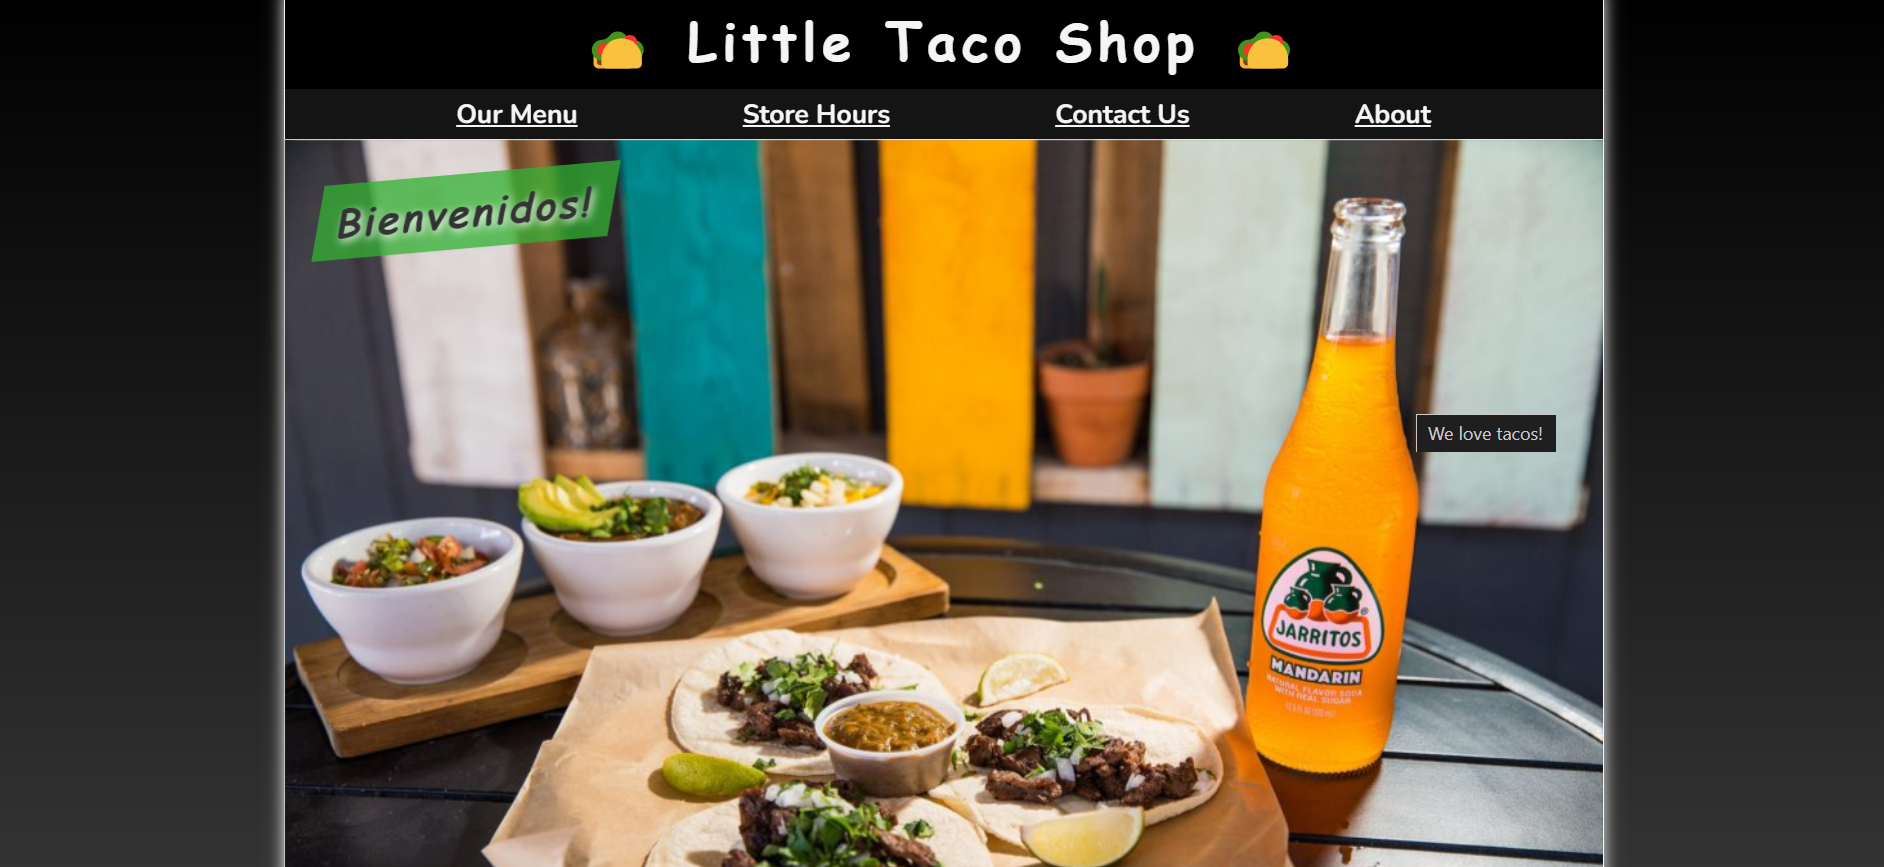 Little Taco Shop
Our Menu Store Hours Contact Us About
Bienvenidos!
We love tacos!
JARRITOS
MANDARIN
NATURAL FLAVOR SODA
WITH REAL SUGAR